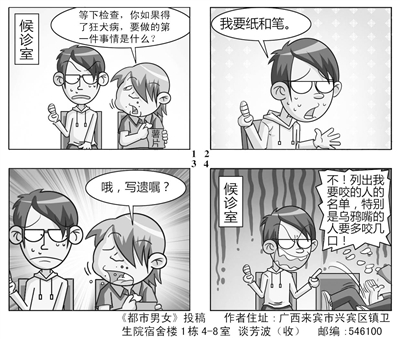 候诊室
等下检查，你如果得
了狂犬病，要做的第
一件事情是什么？
薯片
我要纸和笔。
1 2
3 4
哦，写遗嘱？
候诊室
不！列出我
要咬的人的
名单，特别
是乌鸦嘴的
人要多咬几
口！
《都市男女》投稿 作者住址：广西来宾市兴宾区镇卫
生院宿舍楼1栋4-8室 谈芳波（收） 邮编:546100